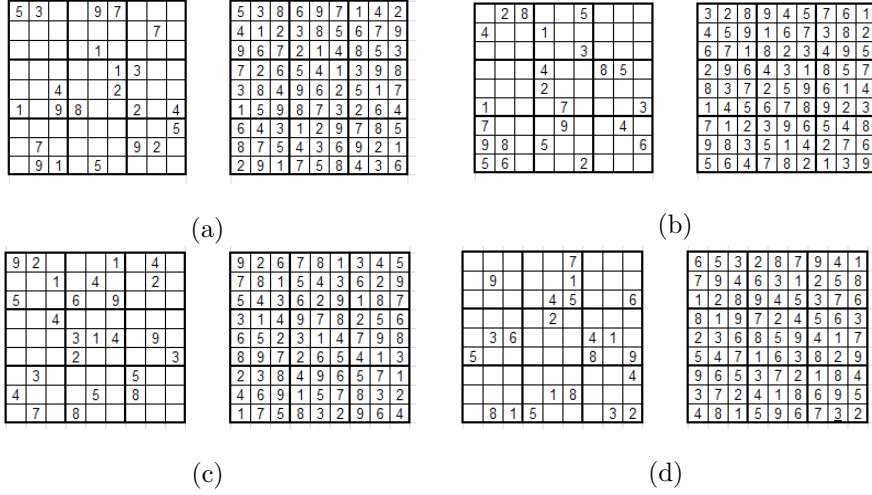 5 3 9 7
7
1
1 3
4 2
1 9 8 2 4
5
7 9 2
9 1 5
5 3 8 6 9 7 1 4 2
4 1 2 3 8 5 6 7 9
9 6 7 2 1 4 8 5 3
7 2 6 5 4 1 3 9 8
3 8 4 9 6 2 5 1 7
1 5 9 8 7 3 2 6 4
6 4 3 1 2 9 7 8 5
8 7 5 4 3 6 9 2 1
2 9 1 7 5 8 4 3 6
(a)
2 8 5
4 1
3
4 8 5
2
1 7 3
7 9 4
9 8 5 6
5 6 2
3 2 8 9 4 5 7 6 1
4 5 9 1 6 7 3 8 2
6 7 1 8 2 3 4 9 5
2 9 6 4 3 1 8 5 7
8 3 7 2 5 9 6 1 4
1 4 5 6 7 8 9 2 3
7 1 2 3 9 6 5 4 8
9 8 3 5 1 4 2 7 6
5 6 4 7 8 2 1 3 9
(b)
9 2 1 4
1 4 2
5 6 9
4
3 1 4 9
2 3
3 5
4 5 8
7 8
9 2 6 7 8 1 3 4 5
7 8 1 5 4 3 6 2 9
5 4 3 6 2 9 1 8 7
3 1 4 9 7 8 2 5 6
6 5 2 3 1 4 7 9 8
8 9 7 2 6 5 4 1 3
2 3 8 4 9 6 5 7 1
4 6 9 1 5 7 8 3 2
1 7 5 8 3 2 9 6 4
(c)
7
9 1
4 5 6
2
3 6 4 1
5 8 9
4
1 8
8 1 5 3 2
6 5 3 2 8 7 9 4 1
7 9 4 6 3 1 2 5 8
1 2 8 9 4 5 3 7 6
8 1 9 7 2 4 5 6 3
2 3 6 8 5 9 4 1 7
5 4 7 1 6 3 8 2 9
9 6 5 3 7 2 1 8 4
3 7 2 4 1 8 6 9 5
4 8 1 5 9 6 7 3 2
(d)